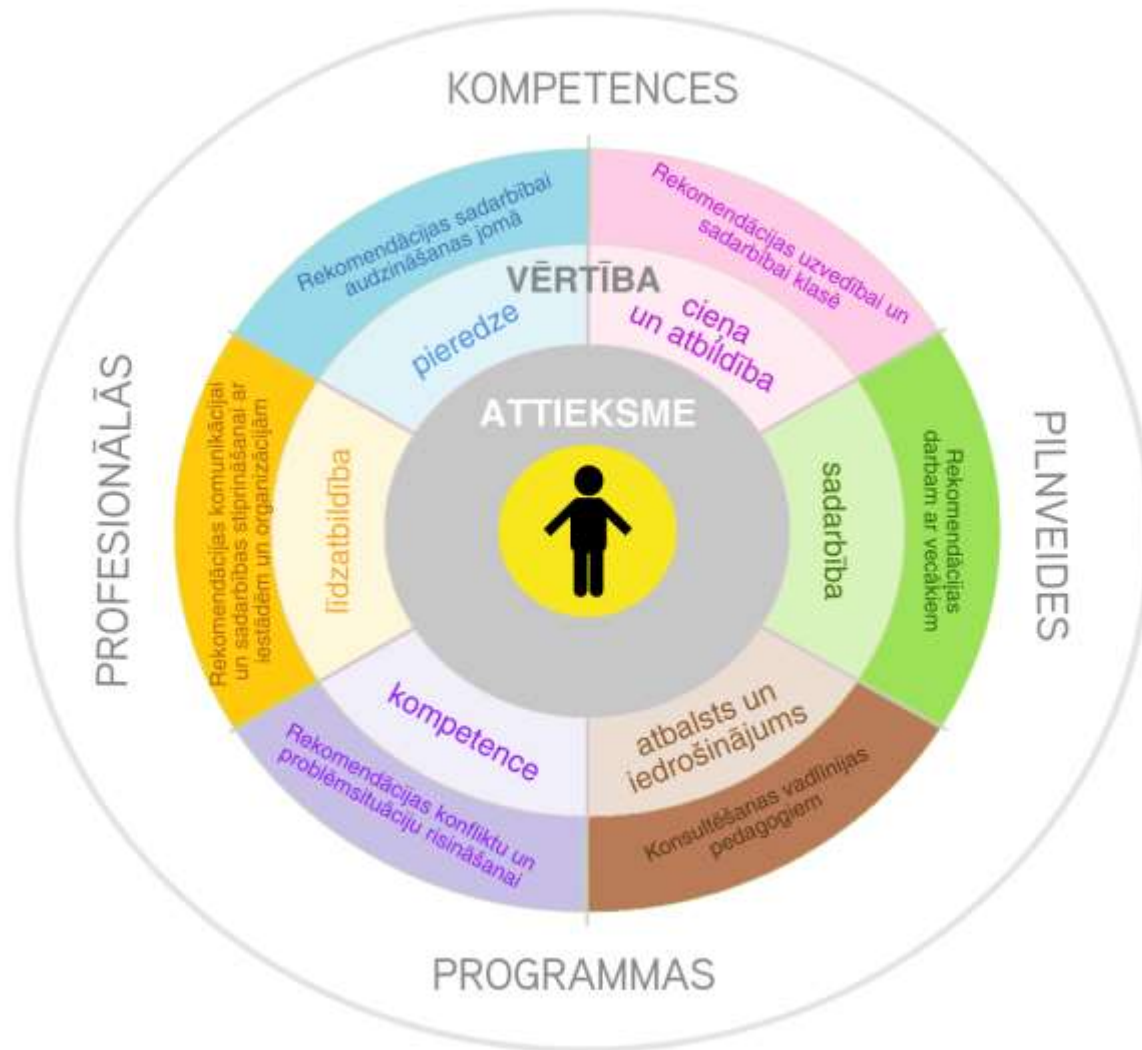 KOMPETENCES
Rekomendācijas sadarbībai
audzināšanas jomā
Rekomendācijas uzvedībai un
sadarbībai klasē
VĒRTĪBA
pieredze
cieņa
un atbildība
ATTIEKSME
PROFESIONĀLĀS
Rekomendācijas komunikācijai
un sadarbības stiprināšanai ar
iestādēm un organizācijām
līdzatbildība
sadarbība
Rekomendācijas
darbam ar vecākiem
PILNVEIDES
kompetence
atbalsts un
iedrošinājums
Rekomendācijas konfliktu un
problēmsituāciju risināšanai
Konsultēšanas vadlīnijas
pedagogiem
PROGRAMMAS